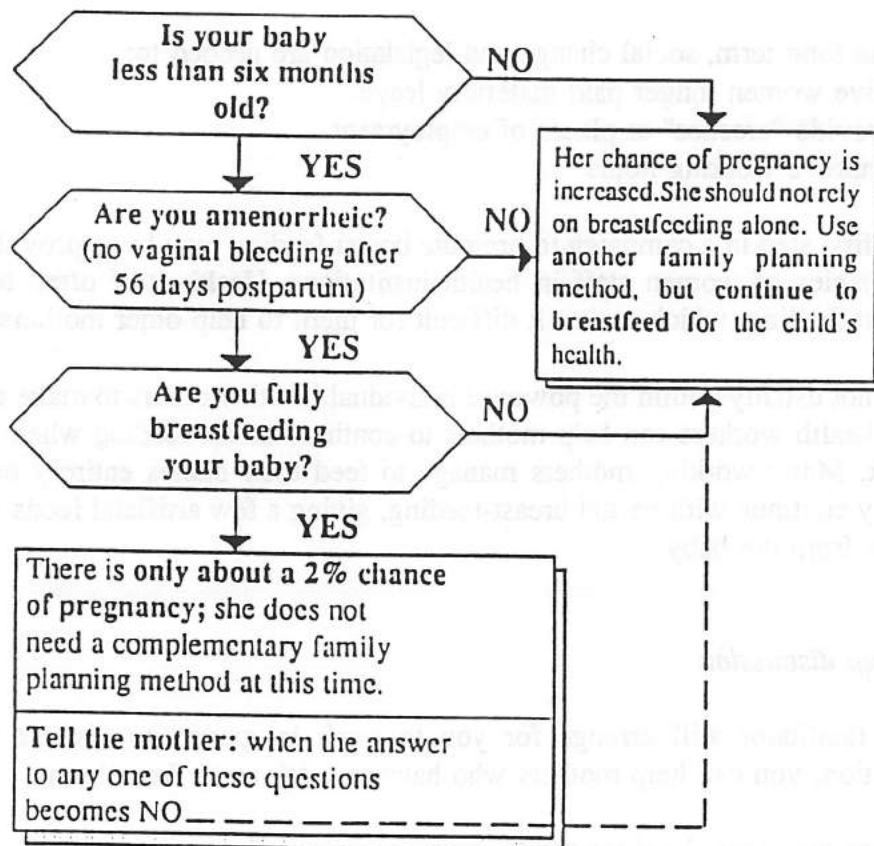 Is your baby
less than six months
old?
NO
YES
Her chance of pregnancy is
increased. She should not rely
on breastfeeding alone. Use
another family planning
method, but continue to
breastfeed for the child's
health.
Are you amenorrheic?
(no vaginal bleeding after
56 days postpartum)
NO
YES
Are you fully
breastfeeding
your baby?
NO
YES
There is only about a 2% chance
of pregnancy; she does not
need a complementary family
planning method at this time.
Tell the mother: when the answer
to any one of these questions
becomes NO